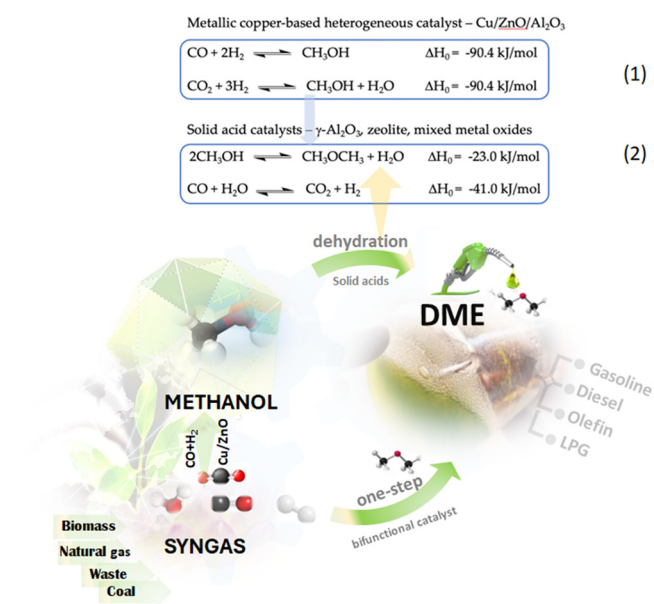 Metallic copper-based heterogeneous catalyst – Cu/ZnO/Al₂O₃
CO + 2H₂ ⇌ CH₃OH ΔH₀ = -90.4 kJ/mol
CO₂ + 3H₂ ⇌ CH₃OH + H₂O ΔH₀ = -90.4 kJ/mol
(1)
Solid acid catalysts – γ-Al₂O₃, zeolite, mixed metal oxides
2CH₃OH ⇌ CH₃OCH₃ + H₂O ΔH₀ = -23.0 kJ/mol
(2)
CO + H₂O ⇌ CO₂ + H₂ ΔH₀ = -41.0 kJ/mol
dehydration
Solid acids
DME
METHANOL
Gasoline
Diesel
Olefin
LPG
CO+H₂
Cu/ZnO
one-step
bifunctional catalyst
SYNGAS
Biomass
Natural gas
Waste
Coal